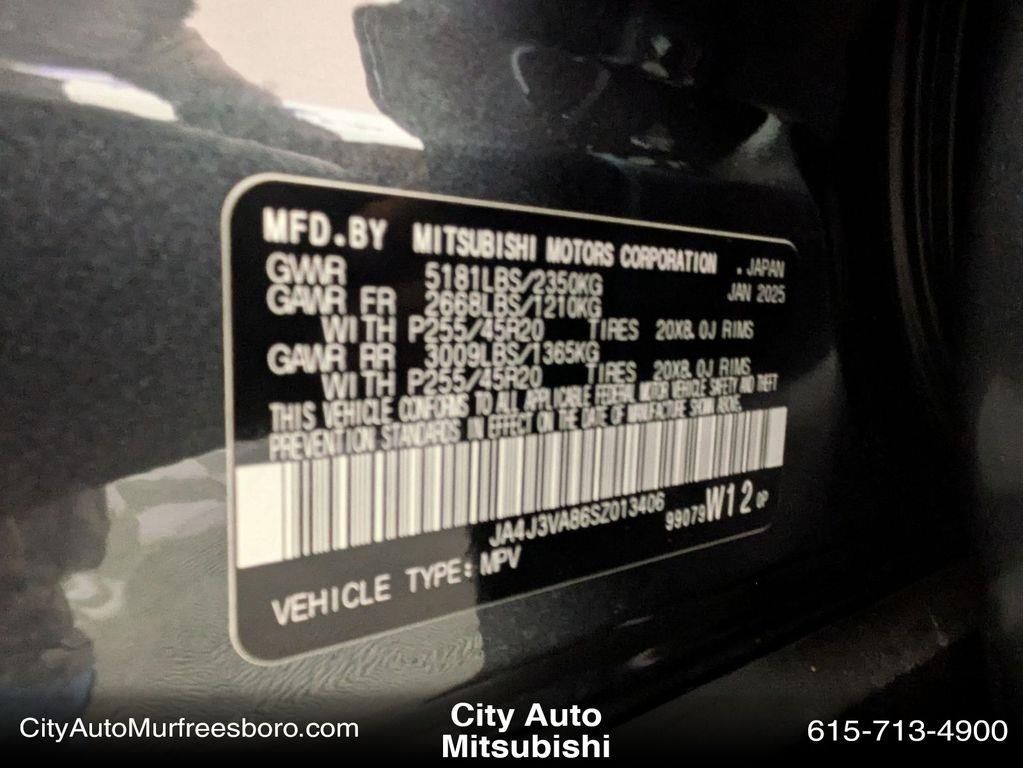 MFD.BY MITSUBISHI MOTORS CORPORATION . JAPAN
GVWR 5181LBS/2350KG JAN 2025
GAWR FR 2668LBS/1210KG
WITH P255/45R20 TIRES 20X8.0J RIMS
GAWR RR 3009LBS/1365KG
WITH P255/45R20 TIRES 20X8.0J RIMS
THIS VEHICLE CONFORMS TO ALL APPLICABLE FEDERAL MOTOR VEHICLE SAFETY AND THEFT
PREVENTION STANDARDS IN EFFECT ON THE DATE OF MANUFACTURE SHOWN ABOVE.
JA4J3VA86SZ013406 99079 W12 OP
VEHICLE TYPE: MPV
CityAutoMurfreesboro.com
City Auto
Mitsubishi
615-713-4900